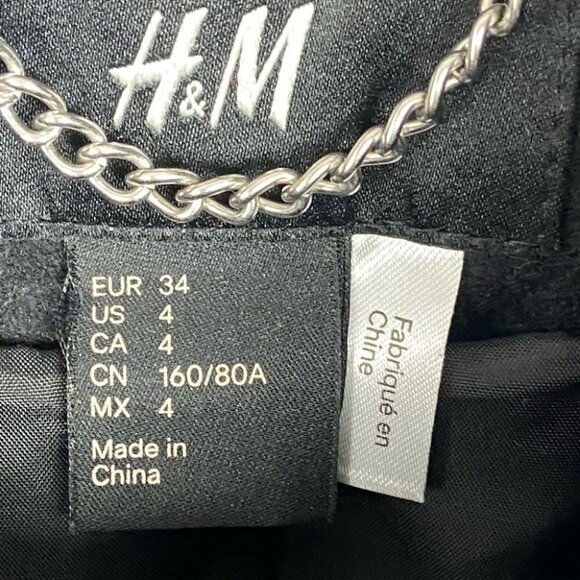 H&M
EUR 34
US 4
CA 4
CN 160/80A
MX 4
Made in
China
Fabriqué en
Chine